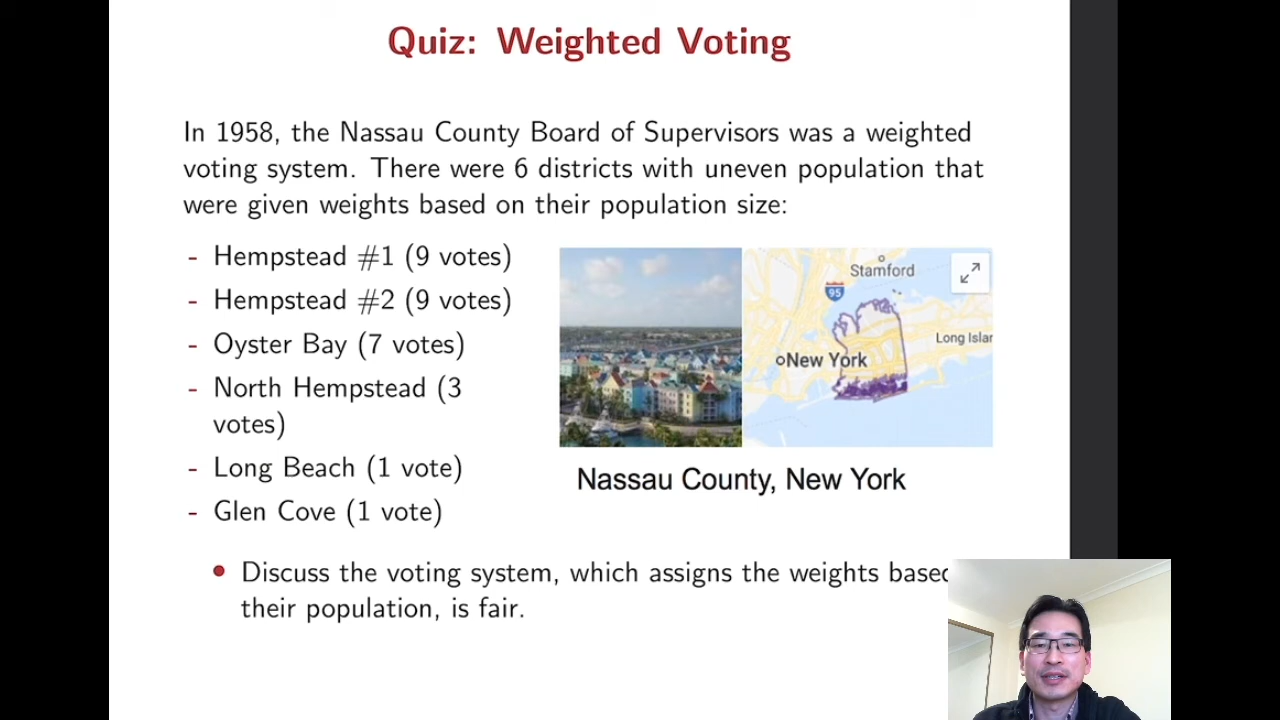 Quiz: Weighted Voting
In 1958, the Nassau County Board of Supervisors was a weighted
voting system. There were 6 districts with uneven population that
were given weights based on their population size:
- Hempstead #1 (9 votes)
- Hempstead #2 (9 votes)
- Oyster Bay (7 votes)
- North Hempstead (3
votes)
- Long Beach (1 vote)
- Glen Cove (1 vote)
Stamford
95
New York
Long Islan
Nassau County, New York
• Discuss the voting system, which assigns the weights based
their population, is fair.